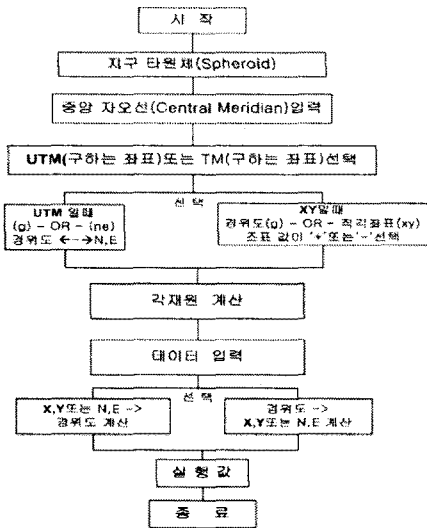 시 작
지구 타원체(Spheroid)
중앙 자오선(Central Meridian)입력
UTM(구하는 좌표)또는 TM(구하는 좌표)선택
선택
UTM 일때
(g) - OR - (ne)
경위도 ←--→N,E
XY일때
경위도(g) - OR - 직각좌표(xy)
좌표 값이 '+'또는'-'선택
각제원 계산
데이터 입력
선택
X,Y또는 N,E ->
경위도 계산
경위도 ->
X,Y또는 N,E 계산
실 행 값
종 료